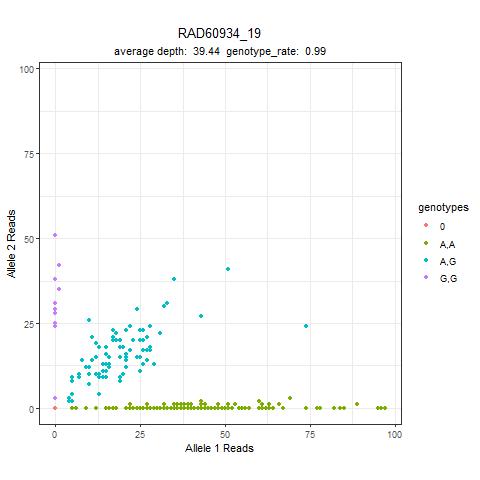 RAD60934_19
average depth: 39.44 genotype_rate: 0.99
100
75
50
25
0
Allele 2 Reads
0 25 50 75 100
Allele 1 Reads
genotypes
0
A,A
A,G
G,G